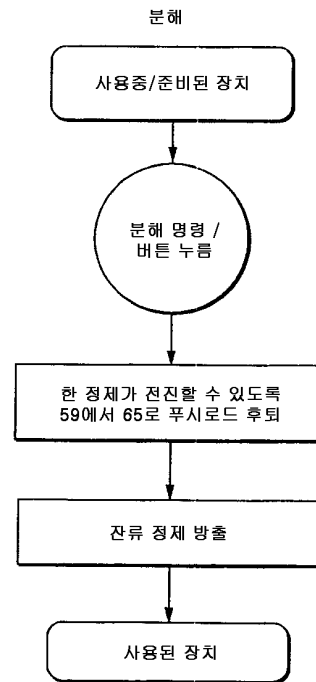 분해
사용중/준비된 장치
분해 명령 /
버튼 누름
한 정제가 전진할 수 있도록
59에서 65로 푸시로드 후퇴
잔류 정제 방출
사용된 장치